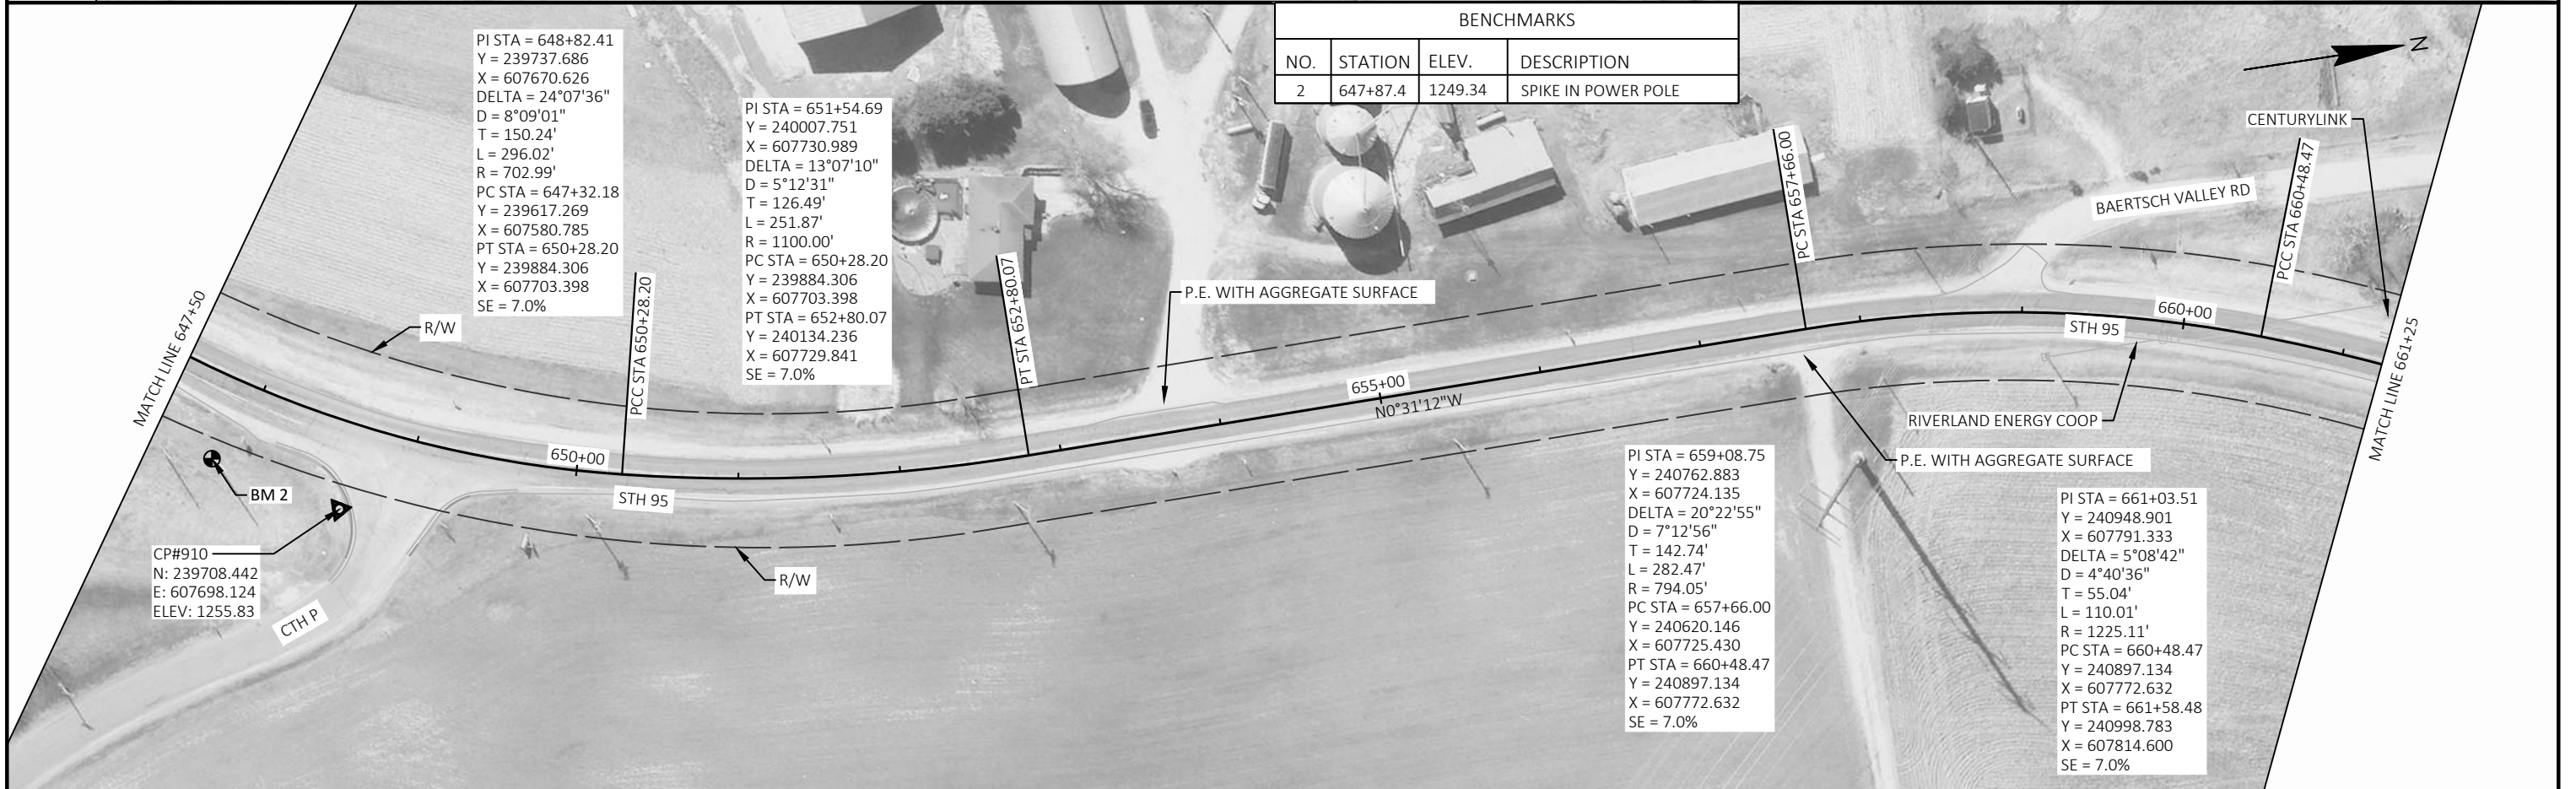 BENCHMARKS
NO. STATION ELEV. DESCRIPTION
2 647+87.4 1249.34 SPIKE IN POWER POLE
N
PI STA = 648+82.41
Y = 239737.686
X = 607670.626
DELTA = 24°07'36"
D = 8°09'01"
T = 150.24'
L = 296.02'
R = 702.99'
PC STA = 647+32.18
Y = 239617.269
X = 607580.785
PT STA = 650+28.20
Y = 239884.306
X = 607703.398
SE = 7.0%
PI STA = 651+54.69
Y = 240007.751
X = 607730.989
DELTA = 13°07'10"
D = 5°12'31"
T = 126.49'
L = 251.87'
R = 1100.00'
PC STA = 650+28.20
Y = 239884.306
X = 607703.398
PT STA = 652+80.07
Y = 240134.236
X = 607729.841
SE = 7.0%
MATCH LINE 647+50
R/W
PCC STA 650+28.20
PT STA 652+80.07
P.E. WITH AGGREGATE SURFACE
PC STA 657+66.00
CENTURYLINK
BAERTSCH VALLEY RD
PCC STA 660+48.47
660+00
STH 95
MATCH LINE 661+25
655+00
N0°31'12"W
650+00
STH 95
BM 2
RIVERLAND ENERGY COOP
P.E. WITH AGGREGATE SURFACE
CP#910
N: 239708.442
E: 607698.124
ELEV: 1255.83
CTH P
R/W
PI STA = 659+08.75
Y = 240762.883
X = 607724.135
DELTA = 20°22'55"
D = 7°12'56"
T = 142.74'
L = 282.47'
R = 794.05'
PC STA = 657+66.00
Y = 240620.146
X = 607725.430
PT STA = 660+48.47
Y = 240897.134
X = 607772.632
SE = 7.0%
PI STA = 661+03.51
Y = 240948.901
X = 607791.333
DELTA = 5°08'42"
D = 4°40'36"
T = 55.04'
L = 110.01'
R = 1225.11'
PC STA = 660+48.47
Y = 240897.134
X = 607772.632
PT STA = 661+58.48
Y = 240998.783
X = 607814.600
SE = 7.0%